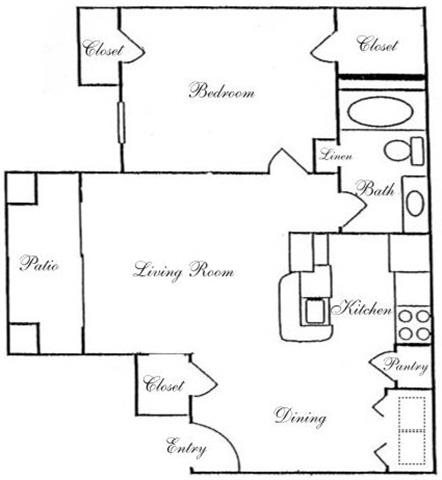 Closet
Closet
Bedroom
Linen
Bath
Patio
Living Room
Kitchen
Pantry
Closet
Dining
Entry